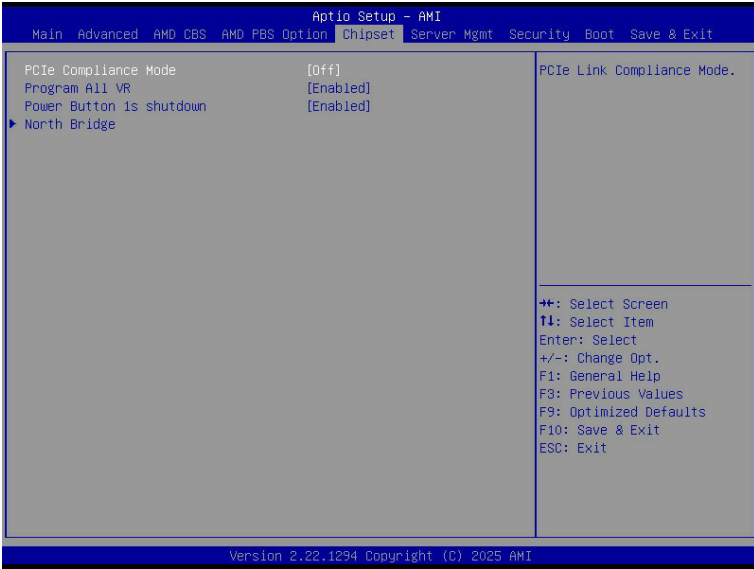 Aptio Setup - AMI
Main Advanced AMD CBS AMD PBS Option Chipset Server Mgmt Security Boot Save & Exit
PCIe Compliance Mode [Off]
Program All VR [Enabled]
Power Button 1s shutdown [Enabled]
▶ North Bridge
PCIe Link Compliance Mode.
→←: Select Screen
↑↓: Select Item
Enter: Select
+/-: Change Opt.
F1: General Help
F3: Previous Values
F9: Optimized Defaults
F10: Save & Exit
ESC: Exit
Version 2.22.1294 Copyright (C) 2025 AMI